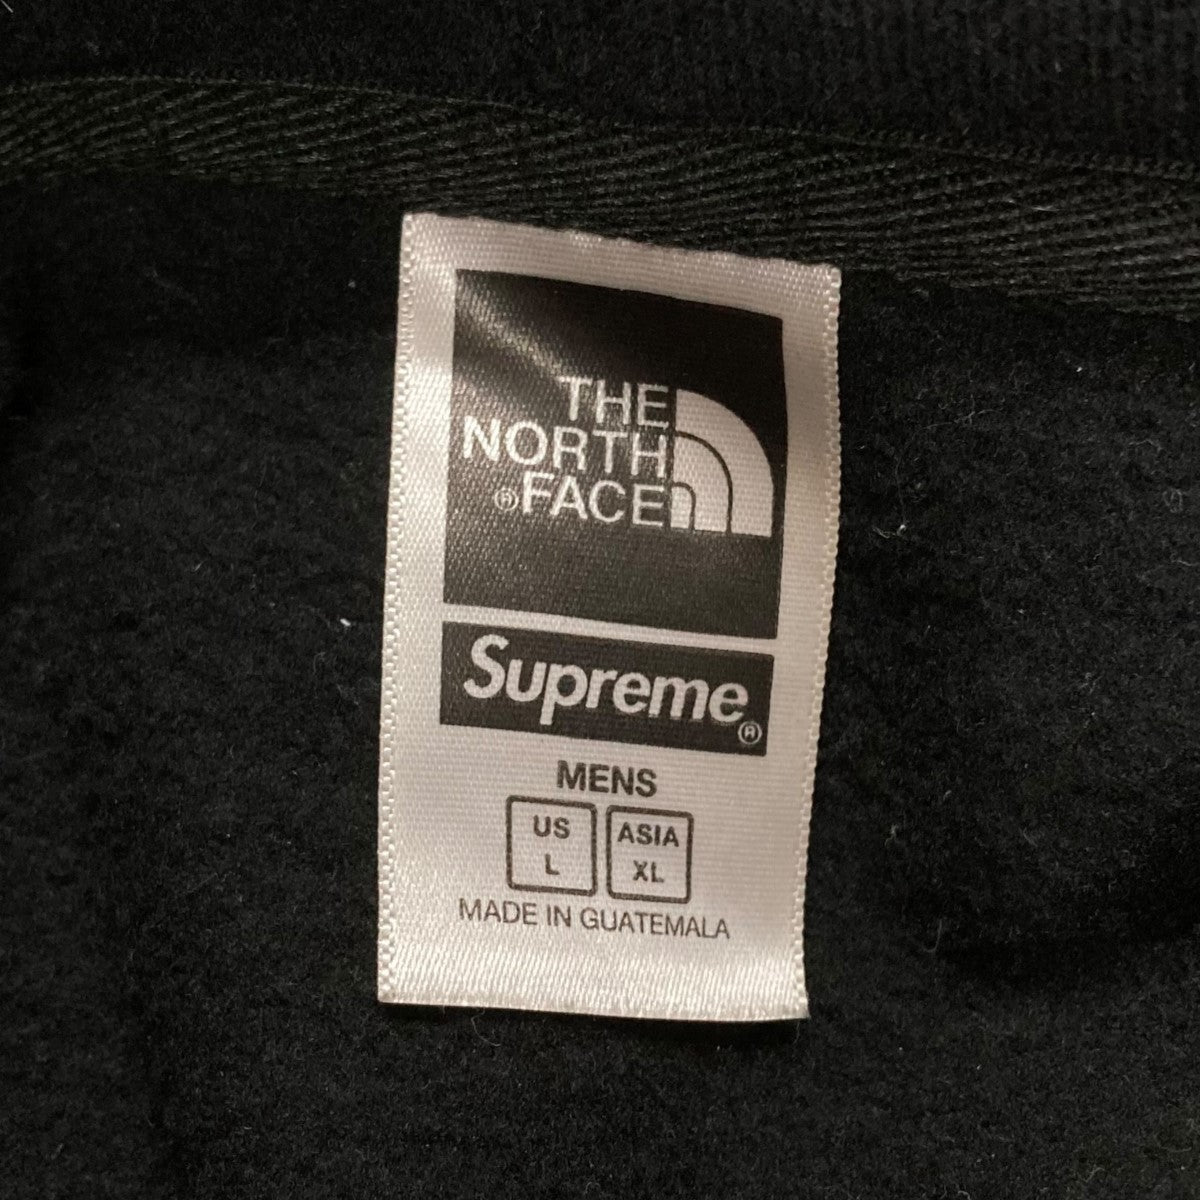 THE
NORTH
®FACE
Supreme®
MENS
US ASIA
L XL
MADE IN GUATEMALA